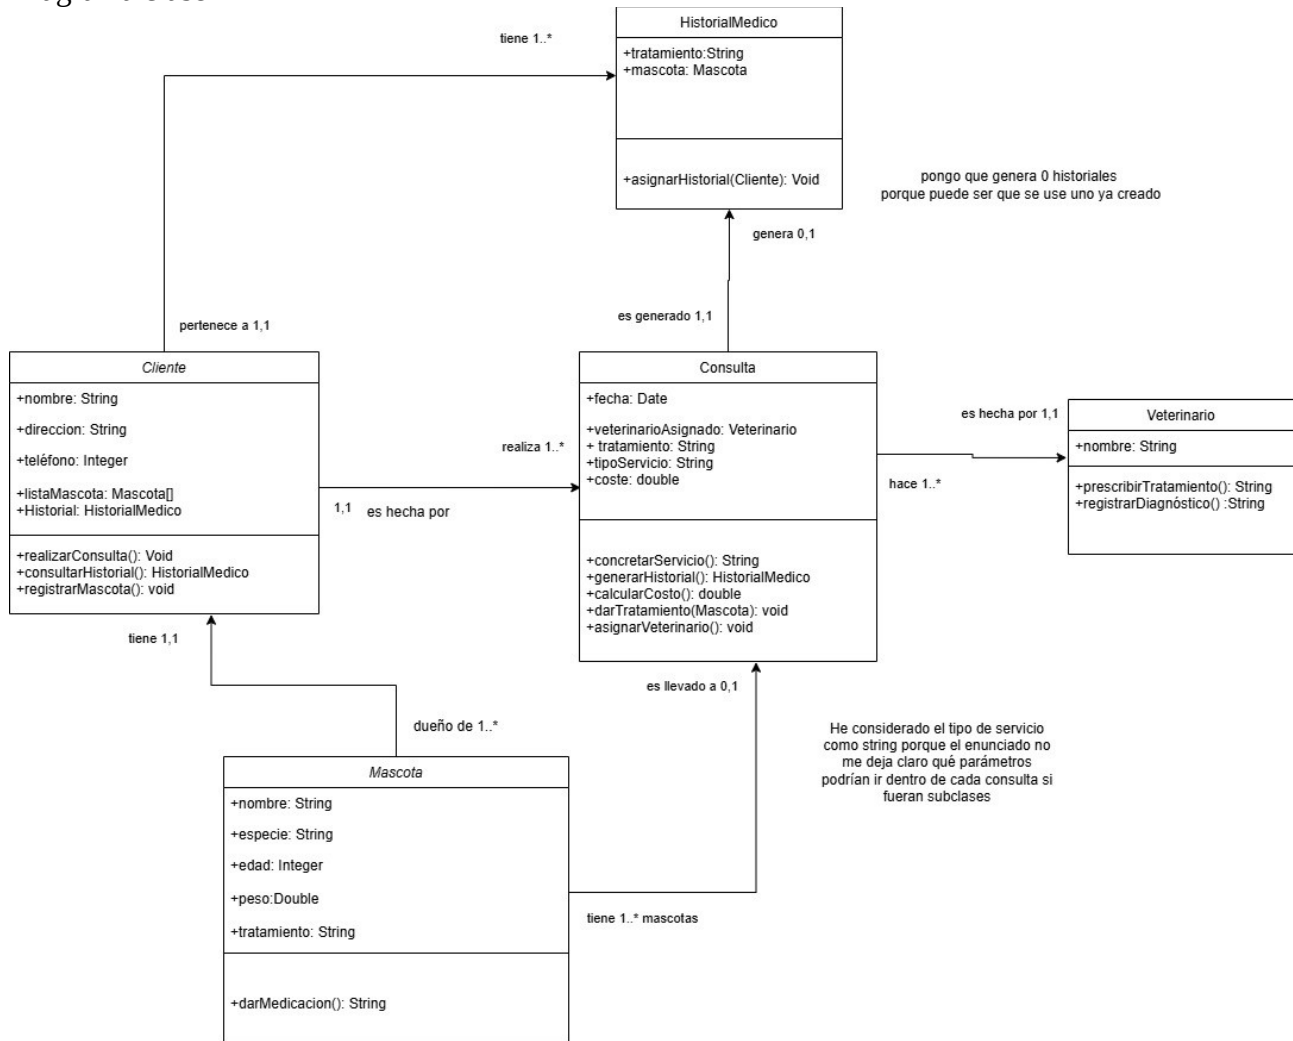 HistorialMedico
tiene 1..*
+tratamiento:String
+mascota: Mascota
+asignarHistorial(Cliente): Void
pongo que genera 0 historiales
porque puede ser que se use uno ya creado
genera 0,1
es generado 1,1
pertenece a 1,1
Cliente
+nombre: String
+direccion: String
+teléfono: Integer
+listaMascota: Mascota[]
+Historial: HistorialMedico
+realizarConsulta(): Void
+consultarHistorial(): HistorialMedico
+registrarMascota(): void
realiza 1..*
1,1
es hecha por
Consulta
+fecha: Date
+veterinarioAsignado: Veterinario
+ tratamiento: String
+tipoServicio: String
+coste: double
+concretarServicio(): String
+generarHistorial(): HistorialMedico
+calcularCosto(): double
+darTratamiento(Mascota): void
+asignarVeterinario(): void
es hecha por 1,1
hace 1..*
Veterinario
+nombre: String
+prescribirTratamiento(): String
+registrarDiagnóstico() :String
tiene 1,1
dueño de 1..*
es llevado a 0,1
He considerado el tipo de servicio
como string porque el enunciado no
me deja claro qué parámetros
podrían ir dentro de cada consulta si
fueran subclases
Mascota
+nombre: String
+especie: String
+edad: Integer
+peso:Double
+tratamiento: String
+darMedicacion(): String
tiene 1..* mascotas